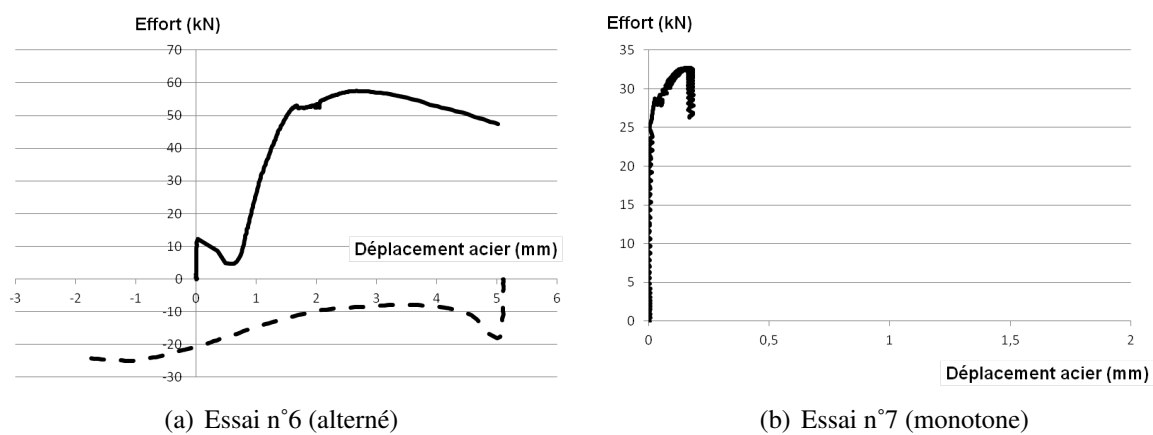 Effort (kN)
70
60
50
40
30
20
10
0
-10
-20
-30
-3 -2 -1 0 1 2 3 4 5 6
Déplacement acier (mm)
(a) Essai n°6 (alterné)
Effort (kN)
35
30
25
20
15
10
5
0
0 0,5 1 1,5 2
Déplacement acier (mm)
(b) Essai n°7 (monotone)